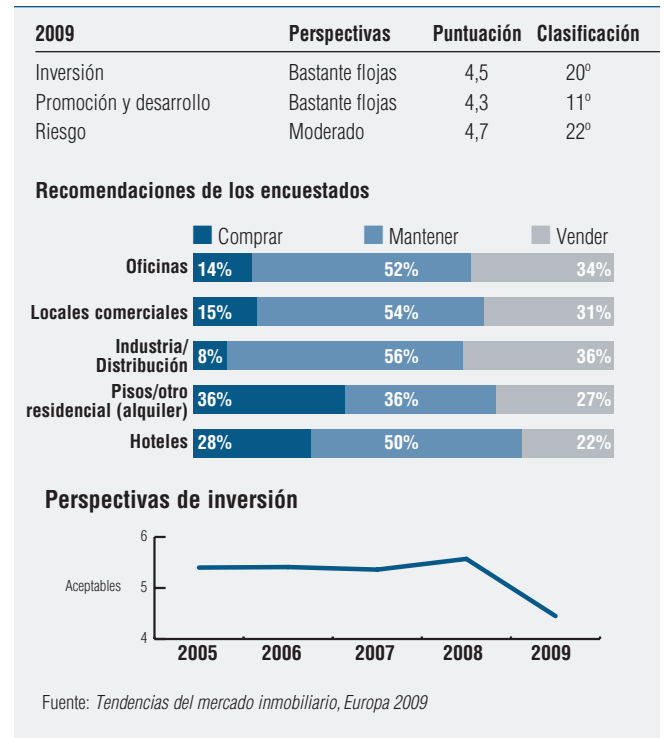 2009 Perspectivas Puntuación Clasificación
Inversión Bastante flojas 4,5 20º
Promoción y desarrollo Bastante flojas 4,3 11º
Riesgo Moderado 4,7 22º
Recomendaciones de los encuestados
Comprar Mantener Vender
Oficinas 14% 52% 34%
Locales comerciales 15% 54% 31%
Industria/
Distribución 8% 56% 36%
Pisos/otro
residencial (alquiler) 36% 36% 27%
Hoteles 28% 50% 22%
Perspectivas de inversión
6
Aceptables 5
4
2005 2006 2007 2008 2009
Fuente: Tendencias del mercado inmobiliario, Europa 2009